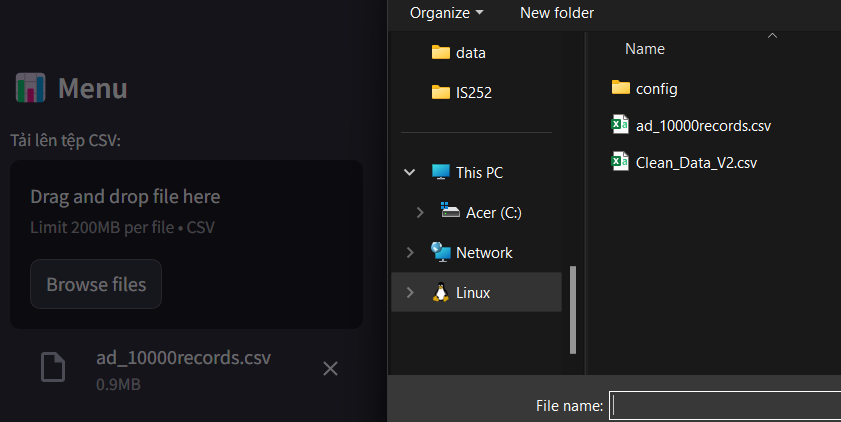 Menu
Tải lên tệp CSV:
Drag and drop file here
Limit 200MB per file • CSV
Browse files
ad_10000records.csv
0.9MB
Organize
New folder
data
IS252
This PC
Acer (C:)
Network
Linux
Name
config
ad_10000records.csv
Clean_Data_V2.csv
File name: